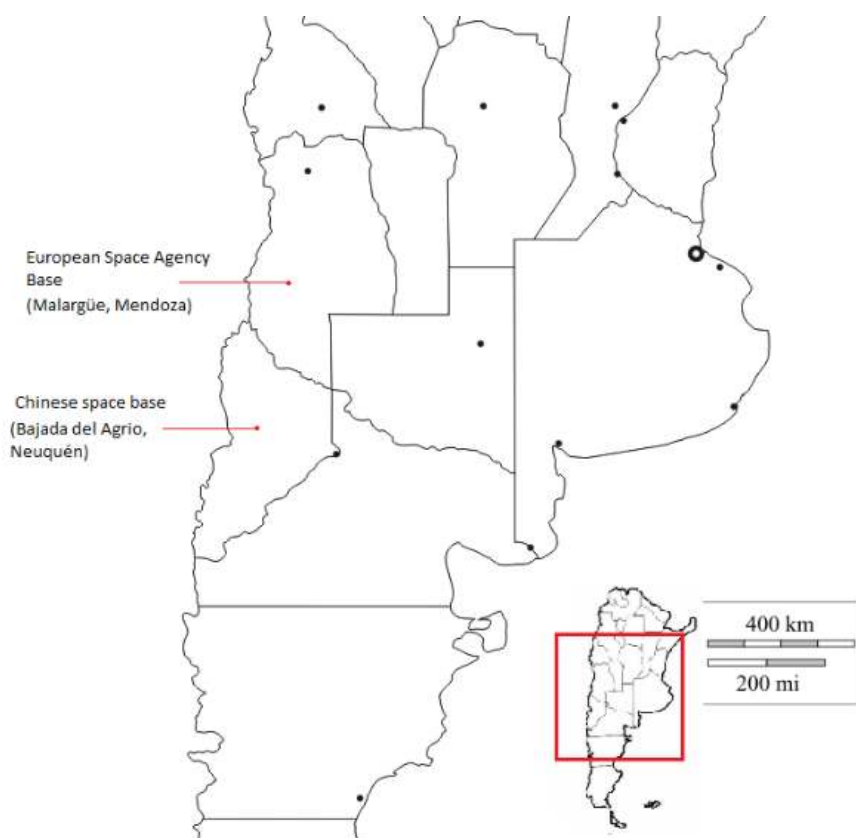 European Space Agency
Base
(Malargüe, Mendoza)
Chinese space base
(Bajada del Agrio,
Neuquén)
400 km
200 mi